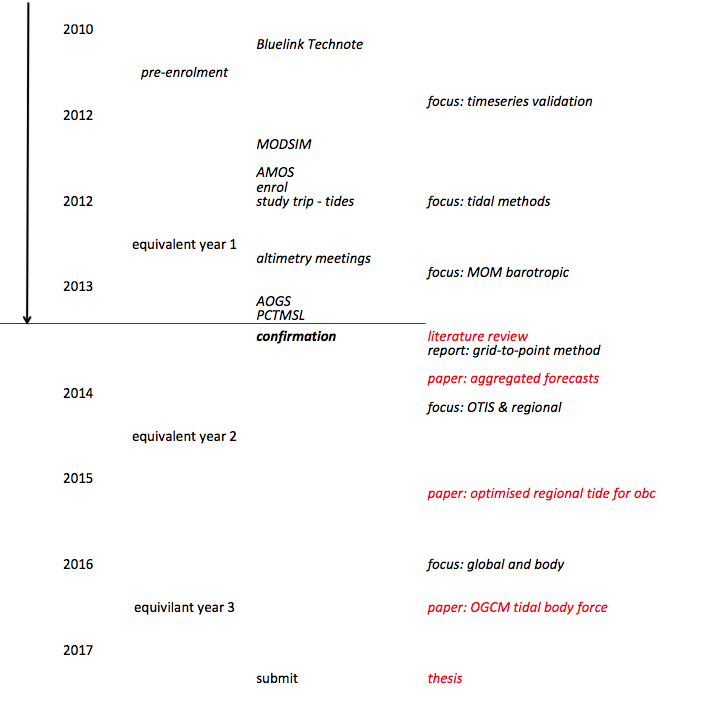 2010
Bluelink Technote
pre-enrolment
focus: timeseries validation
2012
MODSIM
AMOS
enrol
2012
study trip - tides
focus: tidal methods
equivalent year 1
altimetry meetings
focus: MOM barotropic
2013
AOGS
PCTMSL
confirmation
literature review
report: grid-to-point method
paper: aggregated forecasts
2014
focus: OTIS & regional
equivalent year 2
2015
paper: optimised regional tide for obc
2016
focus: global and body
equivilant year 3
paper: OGCM tidal body force
2017
submit
thesis